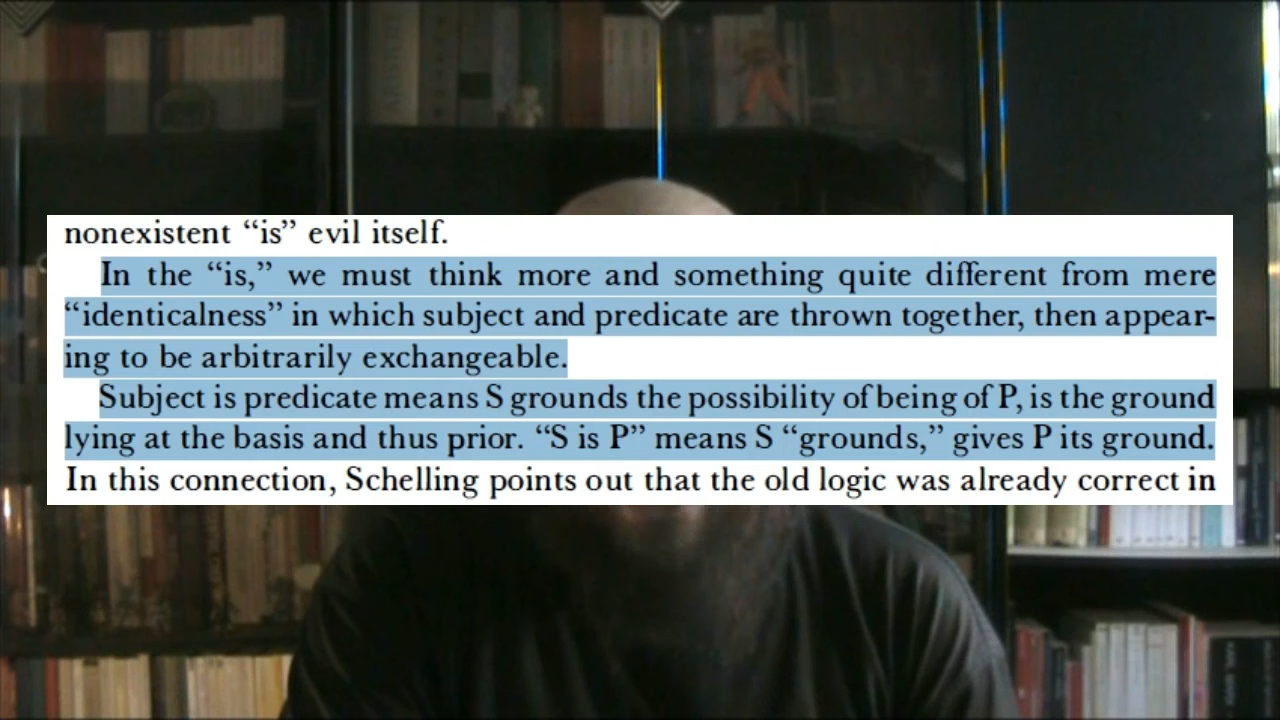 nonexistent “is” evil itself.
In the “is,” we must think more and something quite different from mere
“identicalness” in which subject and predicate are thrown together, then appear-
ing to be arbitrarily exchangeable.
Subject is predicate means S grounds the possibility of being of P, is the ground
lying at the basis and thus prior. “S is P” means S “grounds,” gives P its ground.
In this connection, Schelling points out that the old logic was already correct in